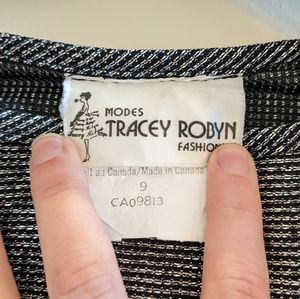 MODES
TRACEY ROBYN
FASHION
au Canada/Made in Canada
9
CA09813